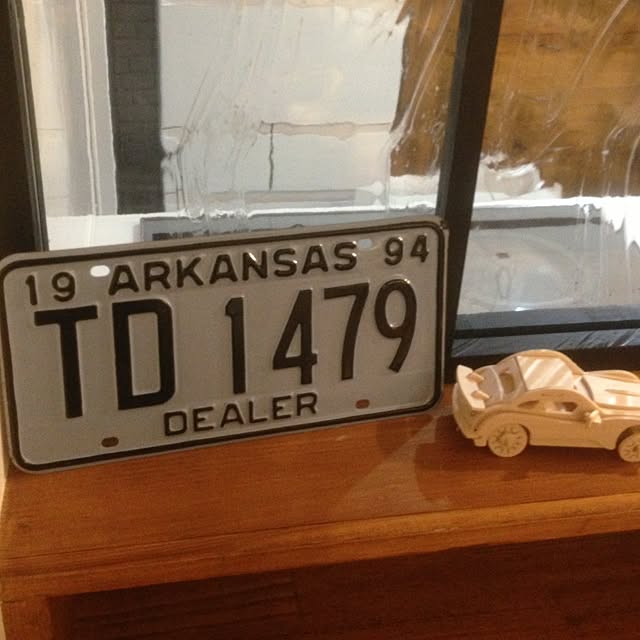 19 ARKANSAS 94
TD 1479
DEALER